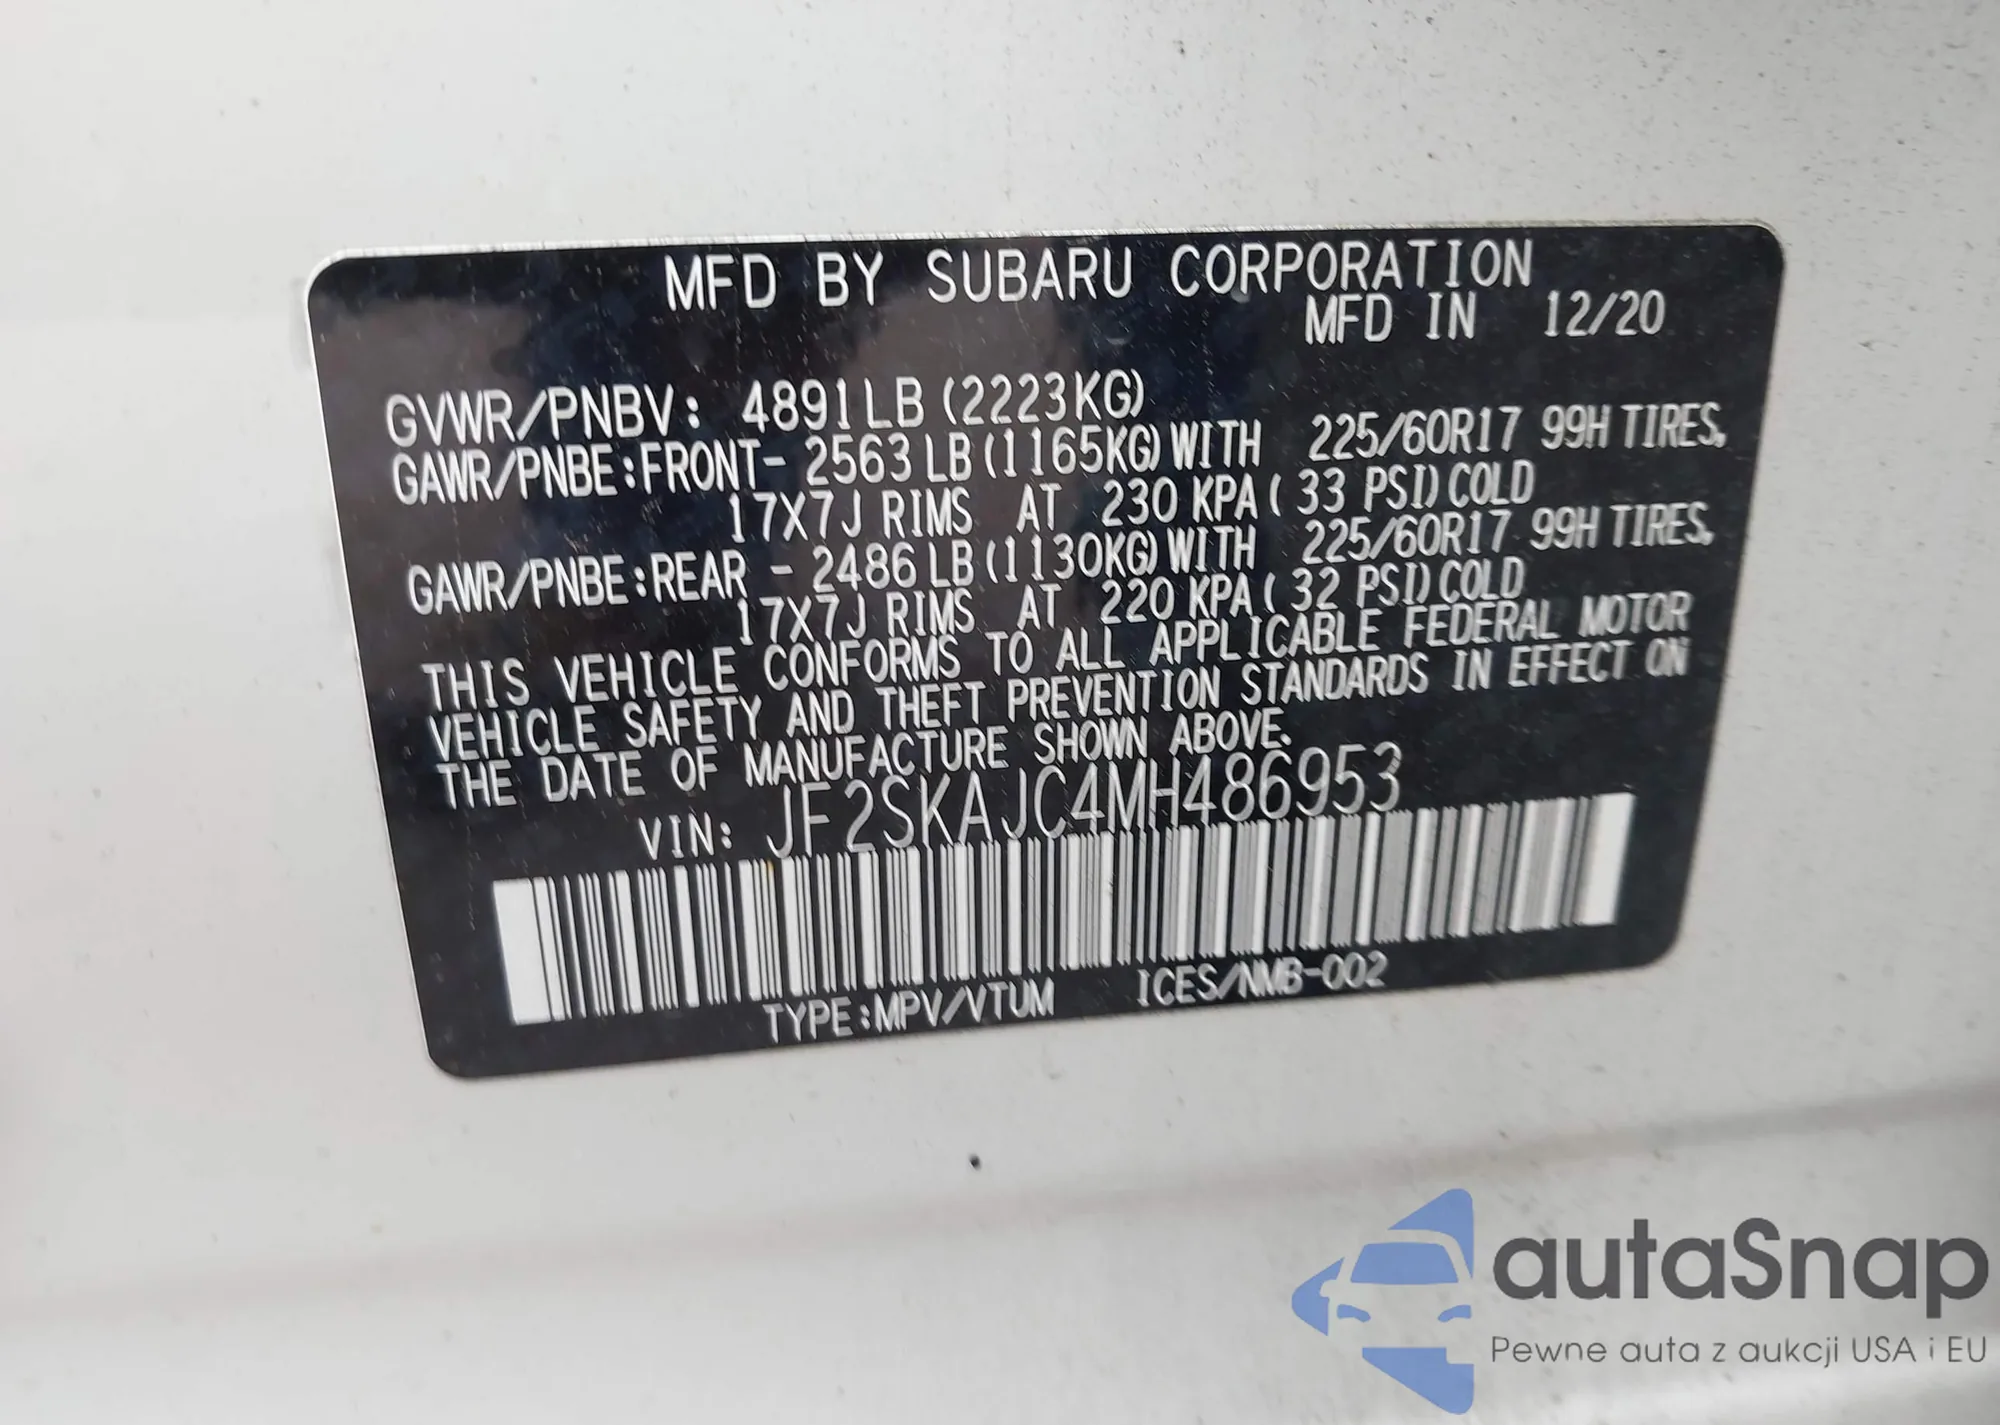 MFD BY SUBARU CORPORATION
MFD IN 12/20
GVWR/PNBV: 4891LB (2223KG)
GAWR/PNBE:FRONT- 2563LB(1165KG)WITH 225/60R17 99H TIRES,
17X7J RIMS AT 230 KPA( 33 PSI)COLD
GAWR/PNBE:REAR - 2486LB(1130KG)WITH 225/60R17 99H TIRES,
17X7J RIMS AT 220 KPA( 32 PSI)COLD
THIS VEHICLE CONFORMS TO ALL APPLICABLE FEDERAL MOTOR
VEHICLE SAFETY AND THEFT PREVENTION STANDARDS IN EFFECT ON
THE DATE OF MANUFACTURE SHOWN ABOVE.
VIN: JF2SKAJC4MH486953
TYPE:MPV/VTUM ICES/NMB-002
autaSnap
Pewne auta z aukcji USA i EU